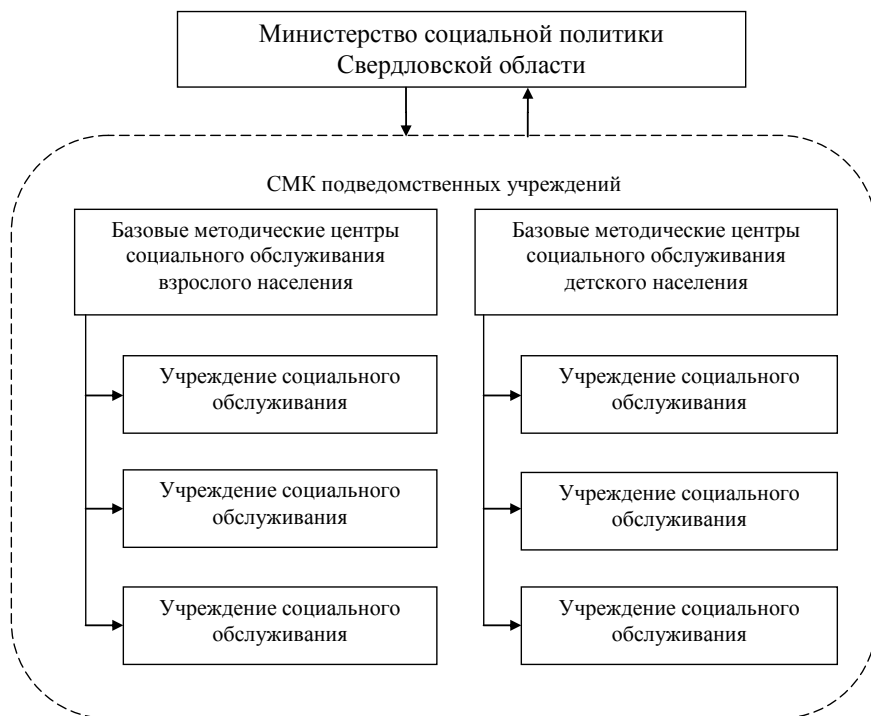 Министерство социальной политики
Свердловской области
СМК подведомственных учреждений
Базовые методические центры
социального обслуживания
взрослого населения
Учреждение социального
обслуживания
Учреждение социального
обслуживания
Учреждение социального
обслуживания
Базовые методические центры
социального обслуживания
детского населения
Учреждение социального
обслуживания
Учреждение социального
обслуживания
Учреждение социального
обслуживания